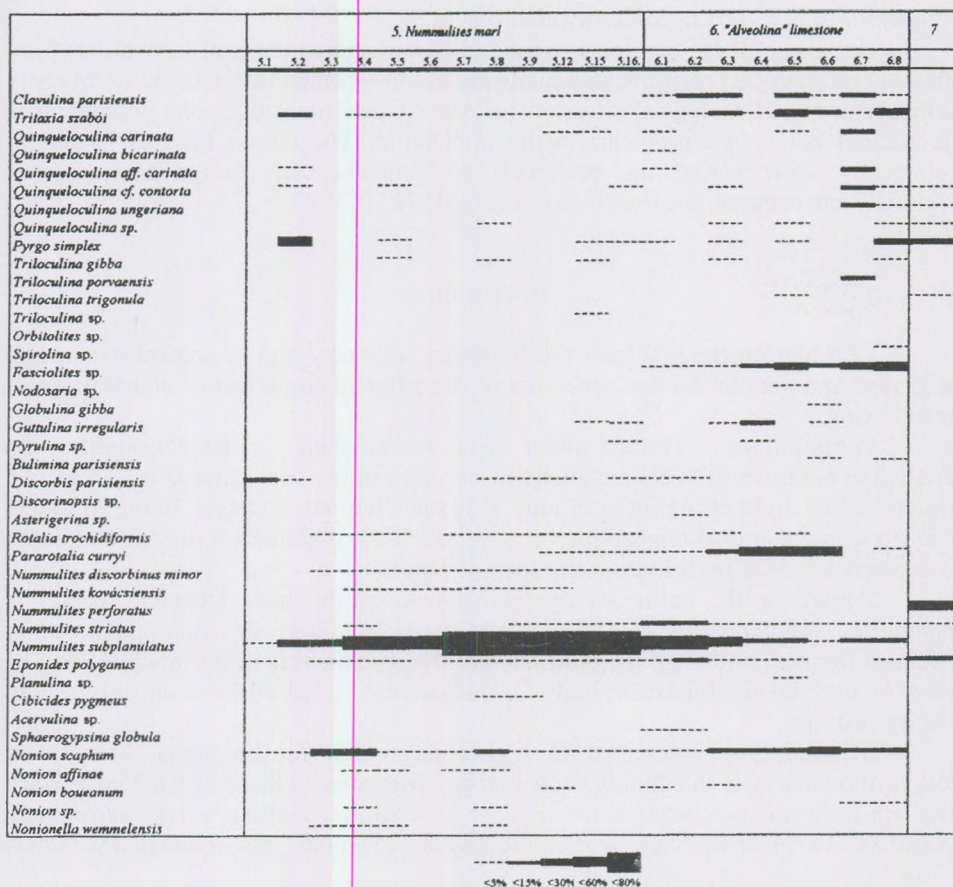 5. Nummulites marl 6. "Alveolina" limestone 7
5.1 5.2 5.3 5.4 5.5 5.6 5.7 5.8 5.9 5.12 5.15 5.16 6.1 6.2 6.3 6.4 6.5 6.6 6.7 6.8
Clavulina parisiensis
Tritaxia szabói
Quinqueloculina carinata
Quinqueloculina bicarinata
Quinqueloculina aff. carinata
Quinqueloculina cf. contorta
Quinqueloculina ungeriana
Quinqueloculina sp.
Pyrgo simplex
Triloculina gibba
Triloculina porvaensis
Triloculina trigonula
Triloculina sp.
Orbitolites sp.
Spirolina sp.
Fasciolites sp.
Nodosaria sp.
Globulina gibba
Guttulina irregularis
Pyrulina sp.
Bulimina parisiensis
Discorbis parisiensis
Discorinopsis sp.
Asterigerina sp.
Rotalia trochidiformis
Pararotalia curryi
Nummulites discorbinus minor
Nummulites kovácsiensis
Nummulites perforatus
Nummulites striatus
Nummulites subplanulatus
Eponides polyganus
Planulina sp.
Cibicides pygmeus
Acervulina sp.
Sphaerogypsina globula
Nonion scaphum
Nonion affinae
Nonion boueanum
Nonion sp.
Nonionella wemmelensis
<5% <15% <30% <60% <80%